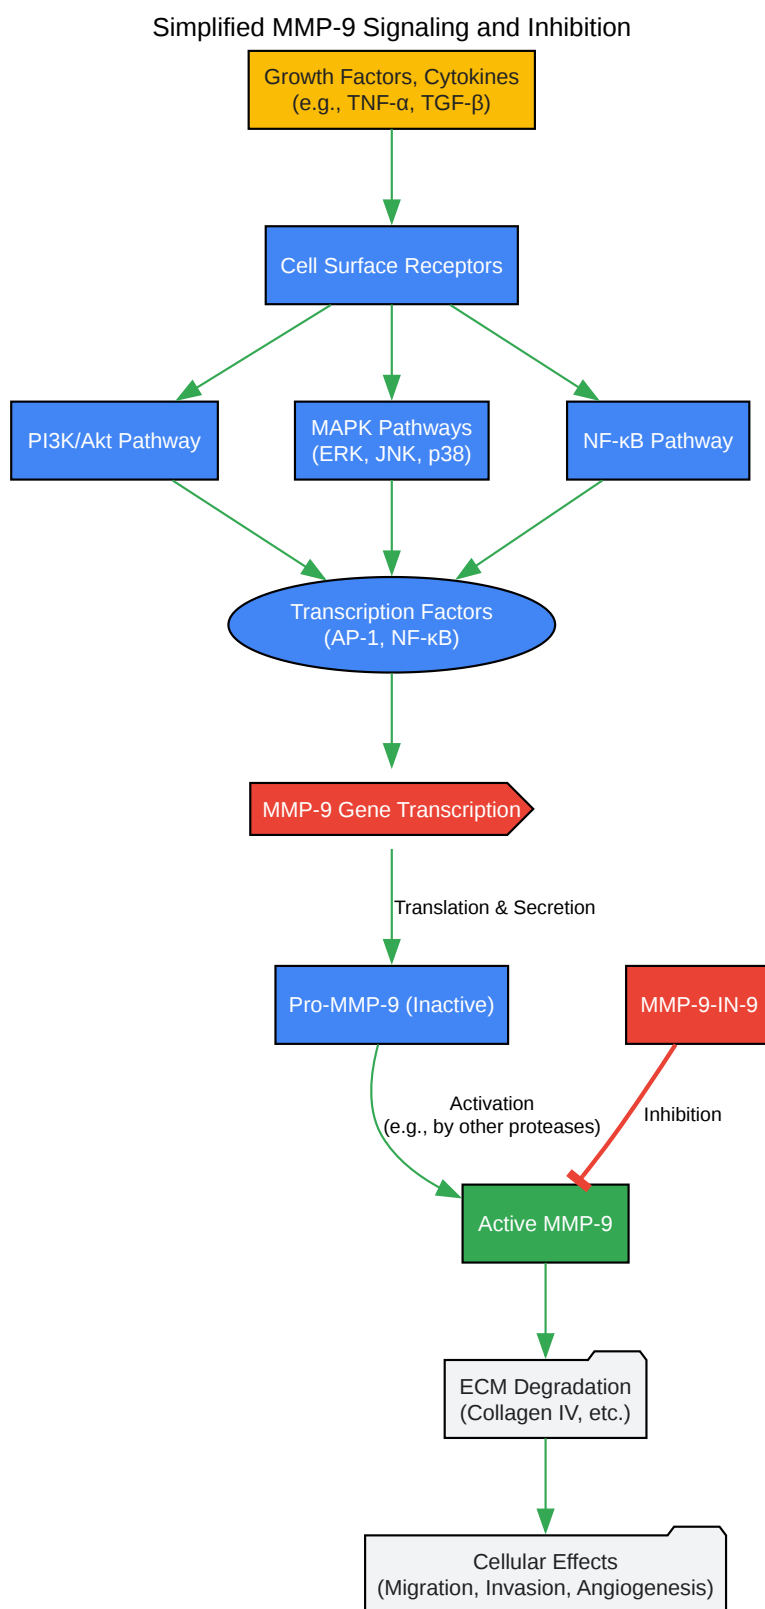 Simplified MMP-9 Signaling and Inhibition
Growth Factors, Cytokines
(e.g., TNF-α, TGF-β)
Cell Surface Receptors
PI3K/Akt Pathway
MAPK Pathways
(ERK, JNK, p38)
NF-κB Pathway
Transcription Factors
(AP-1, NF-κB)
MMP-9 Gene Transcription
Translation & Secretion
Pro-MMP-9 (Inactive)
MMP-9-IN-9
Activation
(e.g., by other proteases)
Inhibition
Active MMP-9
ECM Degradation
(Collagen IV, etc.)
Cellular Effects
(Migration, Invasion, Angiogenesis)